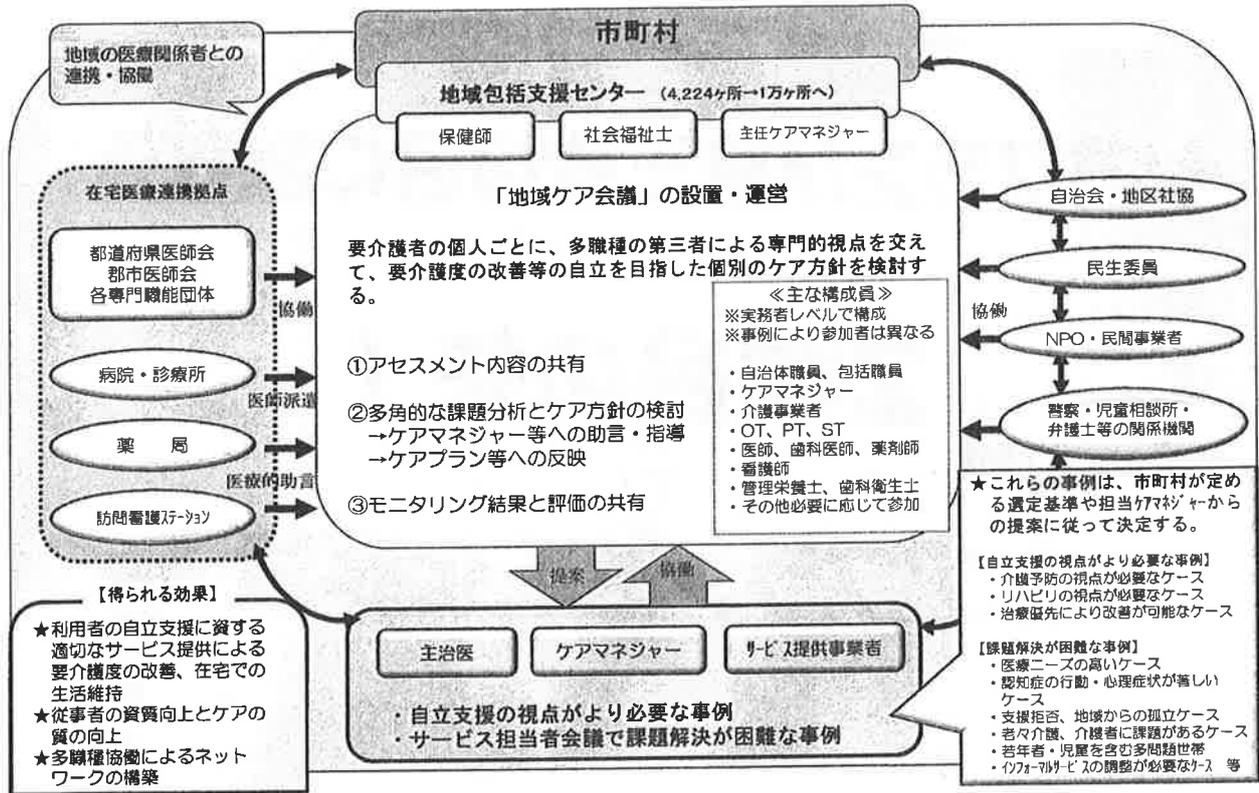 市町村
地域の医療関係者との
連携・協働
地域包括支援センター (4,224ヶ所→1万ヶ所へ)
保健師
社会福祉士
主任ケアマネジャー
在宅医療連携拠点
都道府県医師会
郡市医師会
各専門職能団体
協働
病院・診療所
医師派遣
薬 局
医療的助言
訪問看護ステーション
「地域ケア会議」の設置・運営
要介護者の個人ごとに、多職種の第三者による専門的視点を交え
て、要介護度の改善等の自立を目指した個別のケア方針を検討す
る。
①アセスメント内容の共有
②多角的な課題分析とケア方針の検討
→ケアマネジャー等への助言・指導
→ケアプラン等への反映
③モニタリング結果と評価の共有
≪主な構成員≫
※実務者レベルで構成
※事例により参加者は異なる
・自治体職員、包括職員
・ケアマネジャー
・介護事業者
・OT、PT、ST
・医師、歯科医師、薬剤師
・看護師
・管理栄養士、歯科衛生士
・その他必要に応じて参加
自治会・地区社協
民生委員
協働
NPO・民間事業者
警察・児童相談所・
弁護士等の関係機関
提案
協働
主治医
ケアマネジャー
サービス提供事業者
・自立支援の視点がより必要な事例
・サービス担当者会議で課題解決が困難な事例
【得られる効果】
★利用者の自立支援に資する
適切なサービス提供による
要介護度の改善、在宅での
生活維持
★従事者の資質向上とケアの
質の向上
★多職種協働によるネット
ワークの構築
★これらの事例は、市町村が定め
る選定基準や担当ケアマネジャーから
の提案に従って決定する。
【自立支援の視点がより必要な事例】
・介護予防の視点が必要なケース
・リハビリの視点が必要なケース
・治療優先により改善が可能なケース
【課題解決が困難な事例】
・医療ニーズの高いケース
・認知症の行動・心理症状が著しい
ケース
・支援拒否、地域からの孤立ケース
・老々介護、介護者に課題があるケース
・若年者・児童を含む多問題世帯
・インフォーマルサービスの調整が必要なケース 等